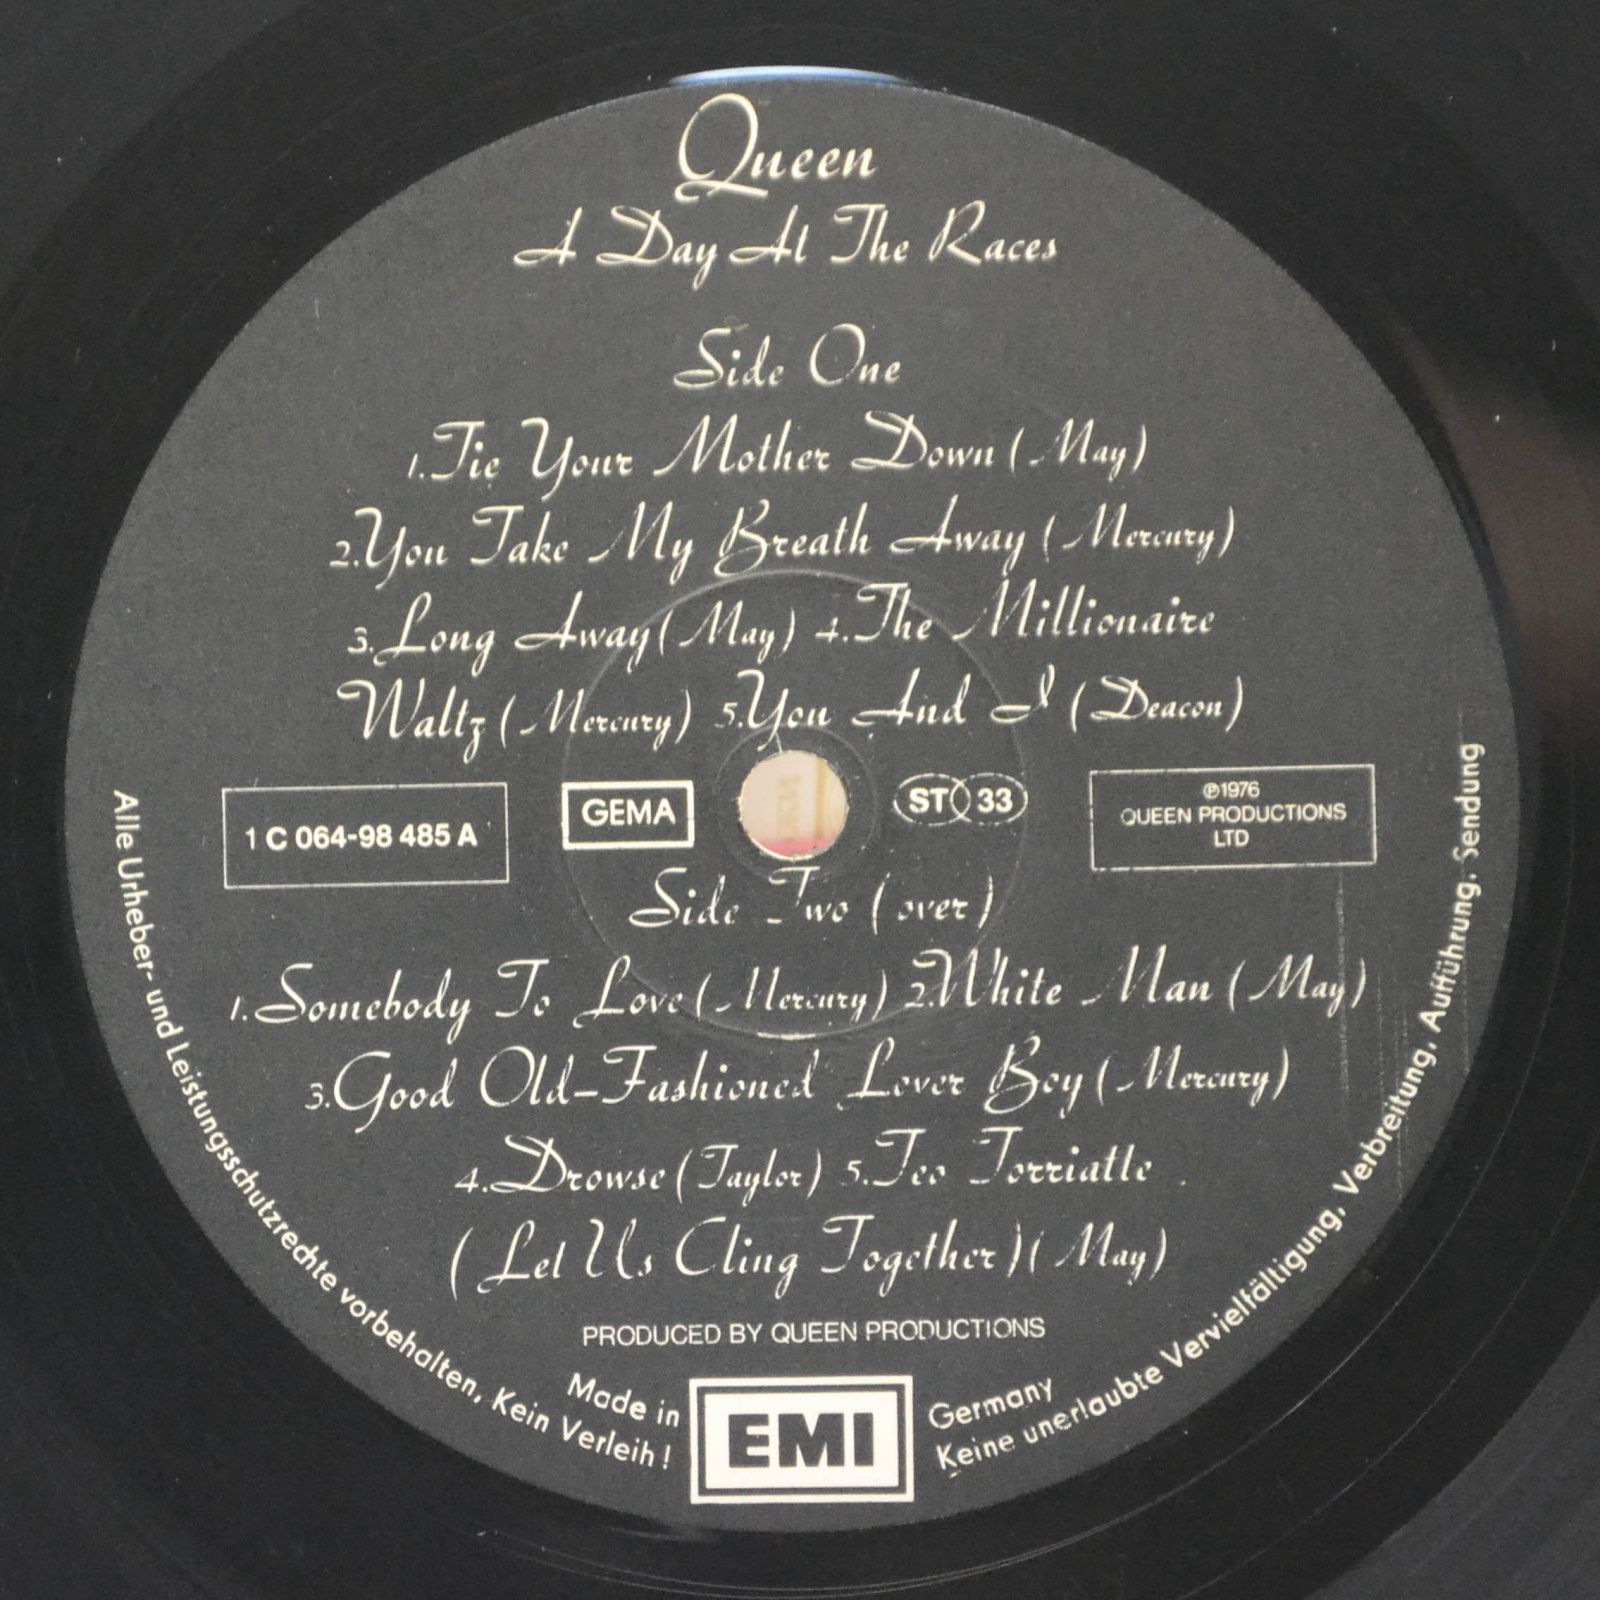 Queen
A Day At The Races
Side One
1. Tie Your Mother Down (May)
2. You Take My Breath Away (Mercury)
3. Long Away (May) 4. The Millionaire
Waltz (Mercury) 5. You And I (Deacon)
1 C 064-98 485 A
GEMA
ST 33
℗1976
QUEEN PRODUCTIONS
LTD
Side Two (over)
1. Somebody To Love (Mercury) 2. White Man (May)
3. Good Old-Fashioned Lover Boy (Mercury)
4. Drowse (Taylor) 5. Teo Torriatte
(Let Us Cling Together) (May)
PRODUCED BY QUEEN PRODUCTIONS
Made in
EMI
Germany
Alle Urheber- und Leistungsschutzrechte vorbehalten, Kein Verleih!
Keine unerlaubte Vervielfältigung, Verbreitung, Aufführung, Sendung